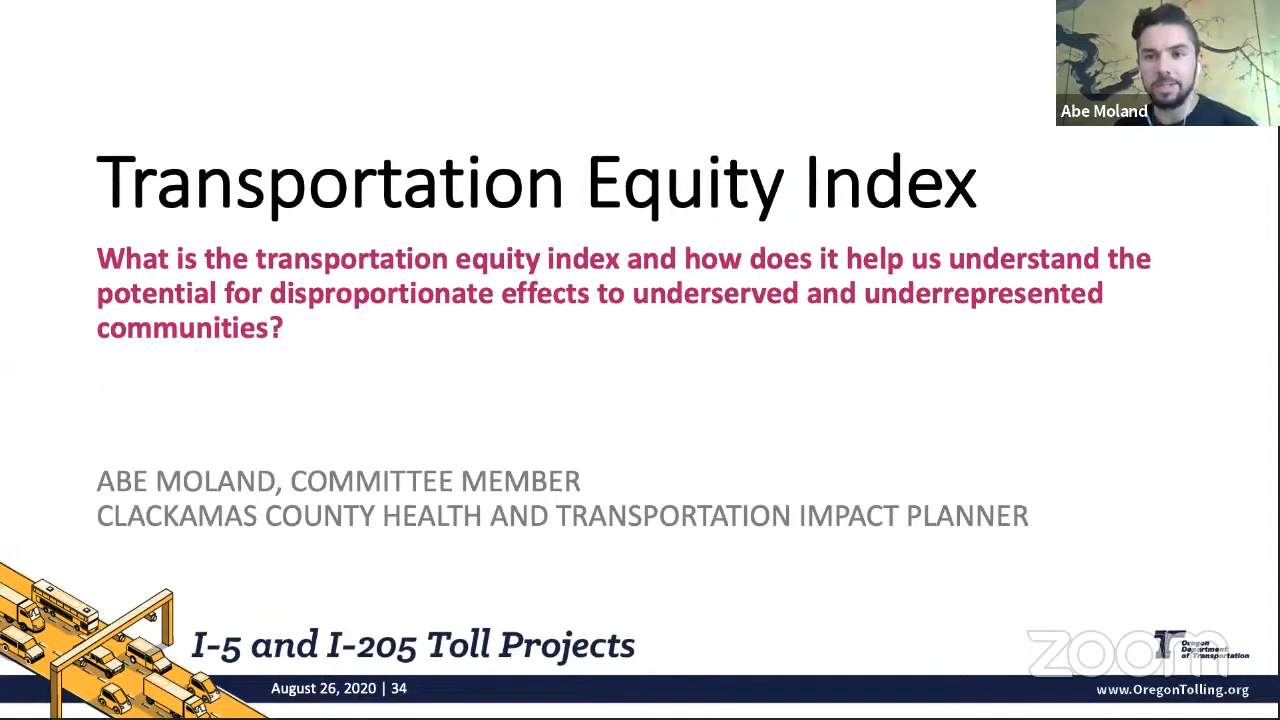 Abe Moland
Transportation Equity Index
What is the transportation equity index and how does it help us understand the
potential for disproportionate effects to underserved and underrepresented
communities?
ABE MOLAND, COMMITTEE MEMBER
CLACKAMAS COUNTY HEALTH AND TRANSPORTATION IMPACT PLANNER
I-5 and I-205 Toll Projects
zoom
Oregon
Department
of Transportation
August 26, 2020 | 34
www.OregonTolling.org